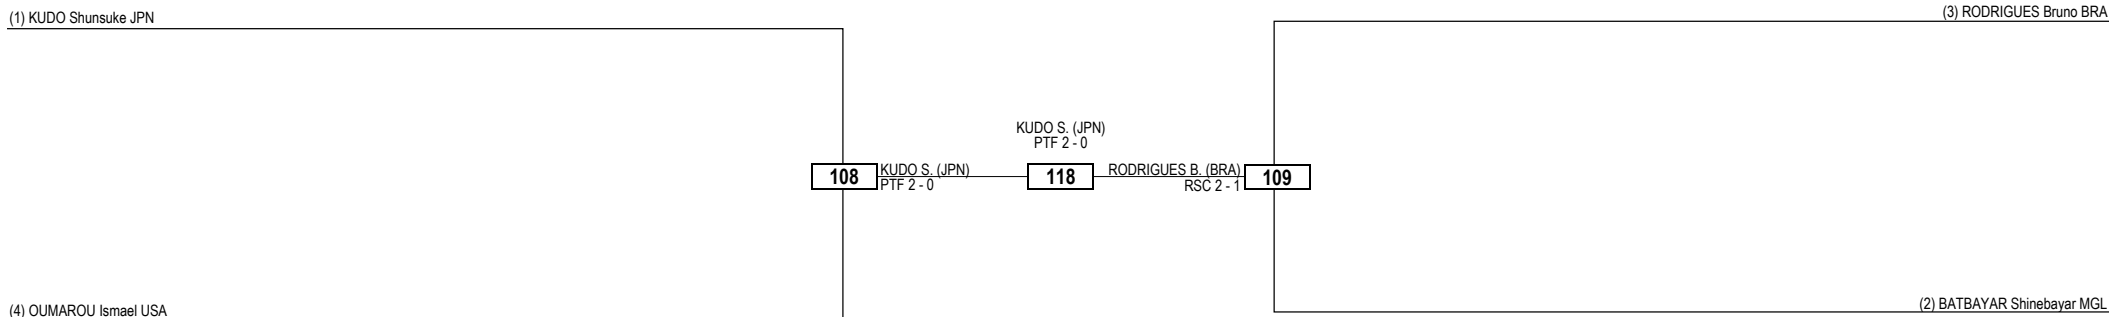 (1) KUDO Shunsuke JPN
(3) RODRIGUES Bruno BRA
KUDO S. (JPN)
PTF 2 - 0
108
KUDO S. (JPN)
PTF 2 - 0
118
RODRIGUES B. (BRA)
RSC 2 - 1
109
(4) OUMAROU Ismael USA
(2) BATBAYAR Shinebayar MGL